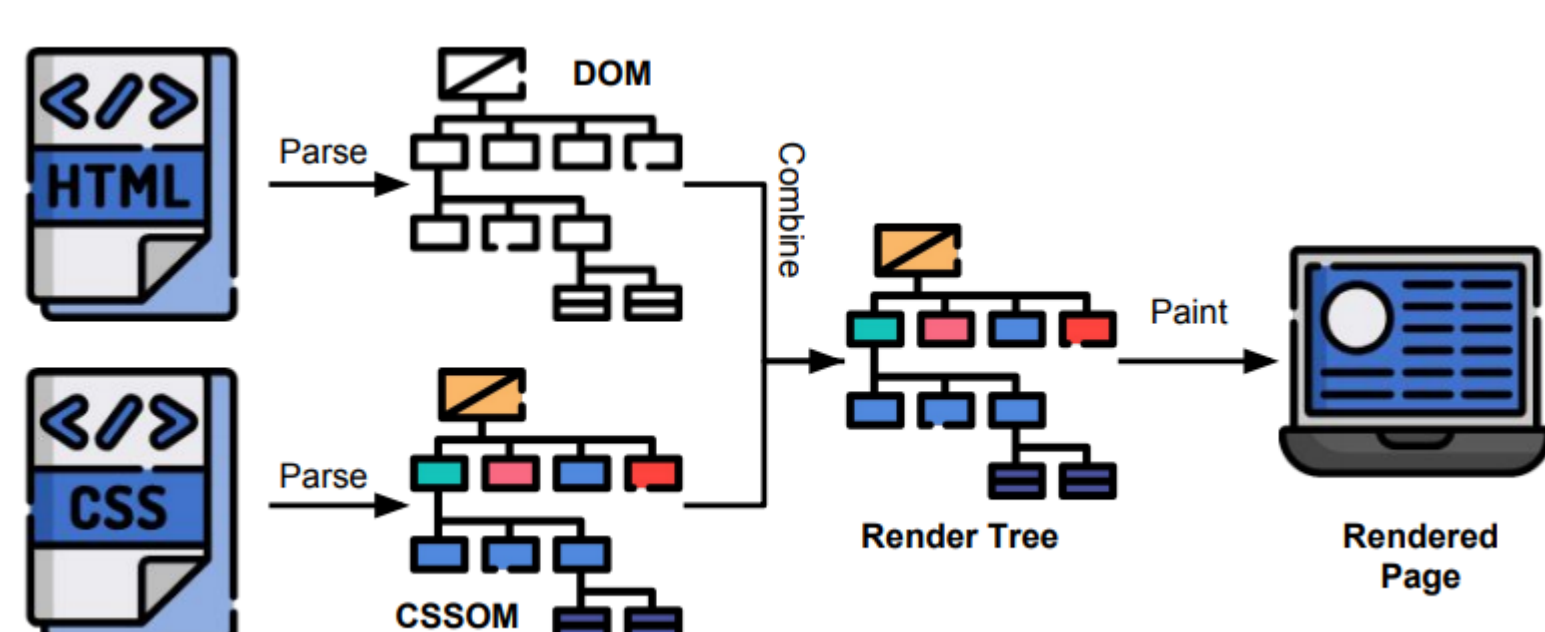 </>
HTML
Parse
DOM
Combine
</>
CSS
Parse
CSSOM
Render Tree
Paint
Rendered
Page